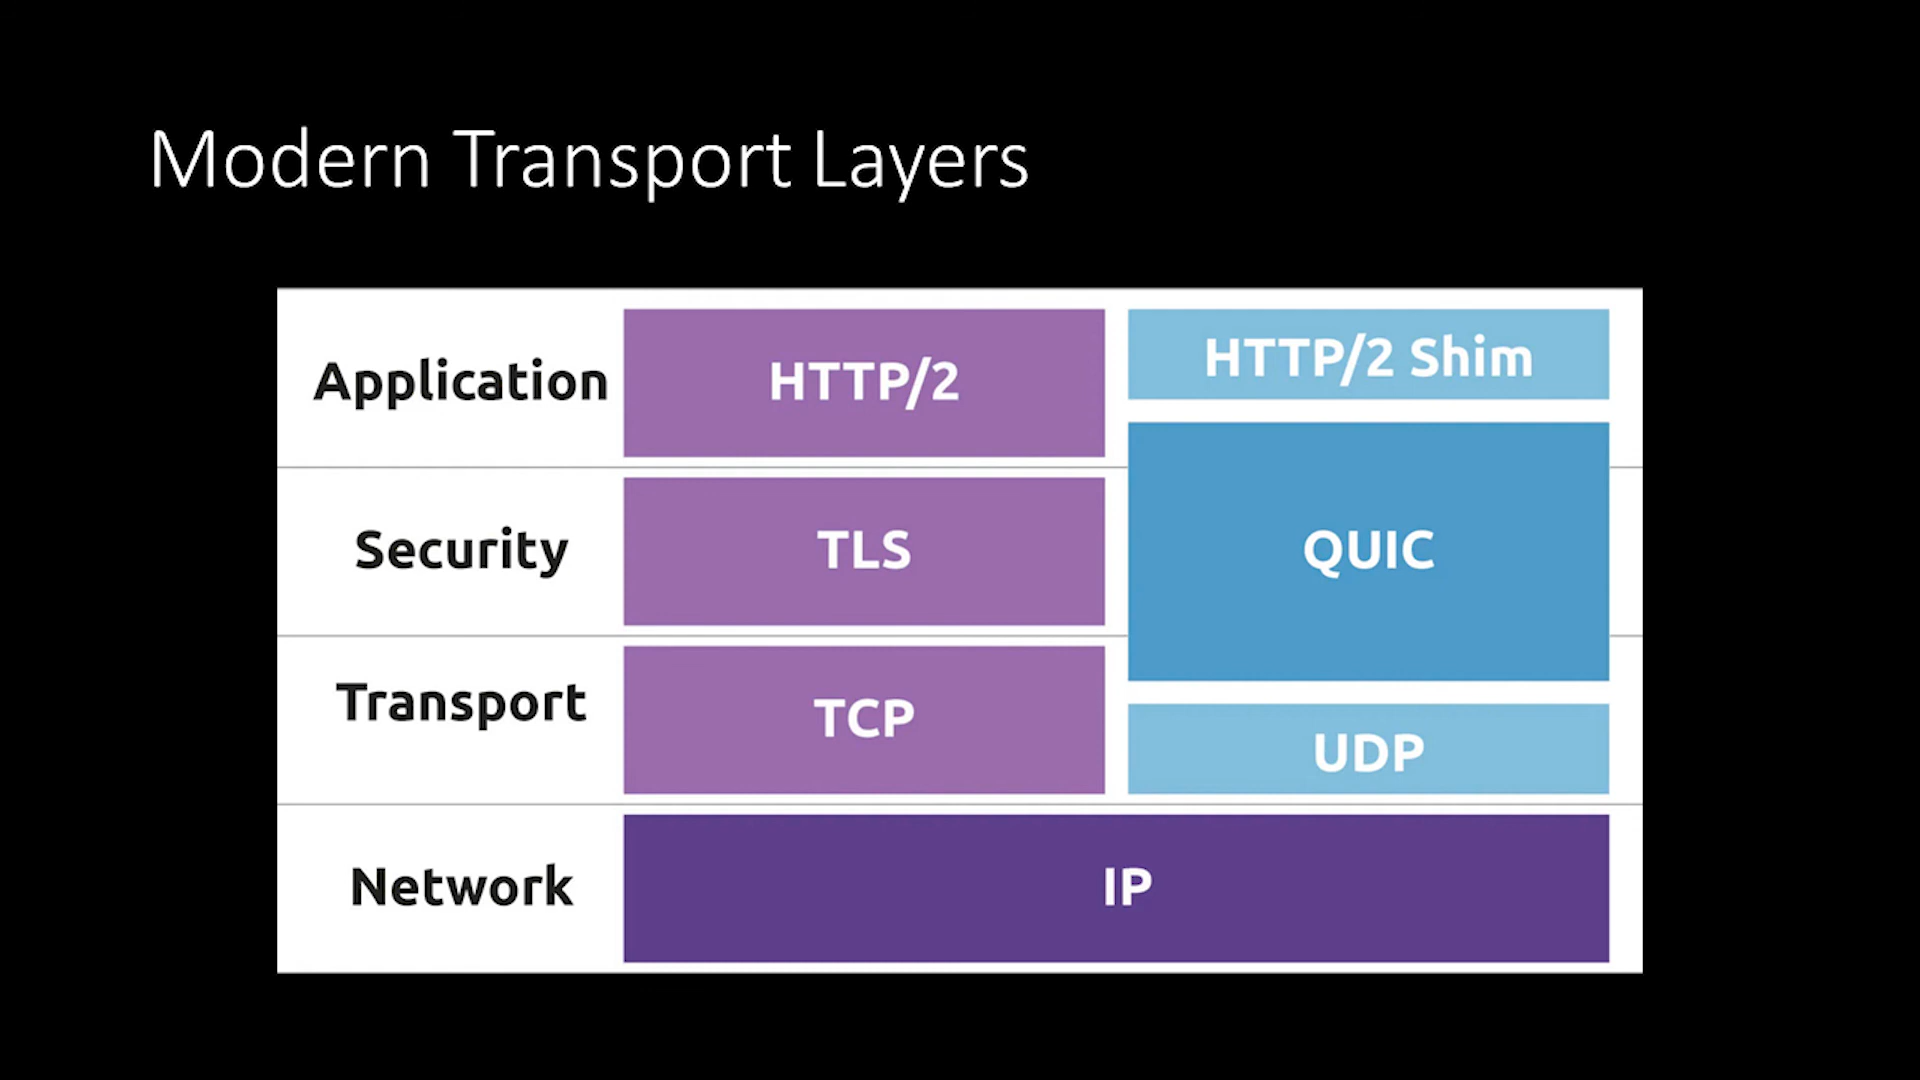 Modern Transport Layers
Application
HTTP/2
HTTP/2 Shim
Security
TLS
QUIC
Transport
TCP
UDP
Network
IP